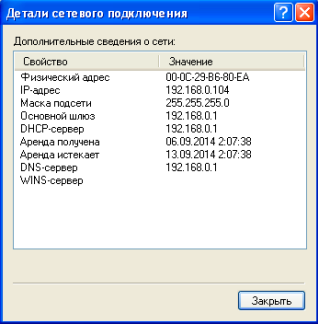 Детали сетевого подключения
Дополнительные сведения о сети:
Свойство Значение
Физический адрес 00-0C-29-B6-80-EA
IP-адрес 192.168.0.104
Маска подсети 255.255.255.0
Основной шлюз 192.168.0.1
DHCP-сервер 192.168.0.1
Аренда получена 06.09.2014 2:07:38
Аренда истекает 13.09.2014 2:07:38
DNS-сервер 192.168.0.1
WINS-сервер
Закрыть